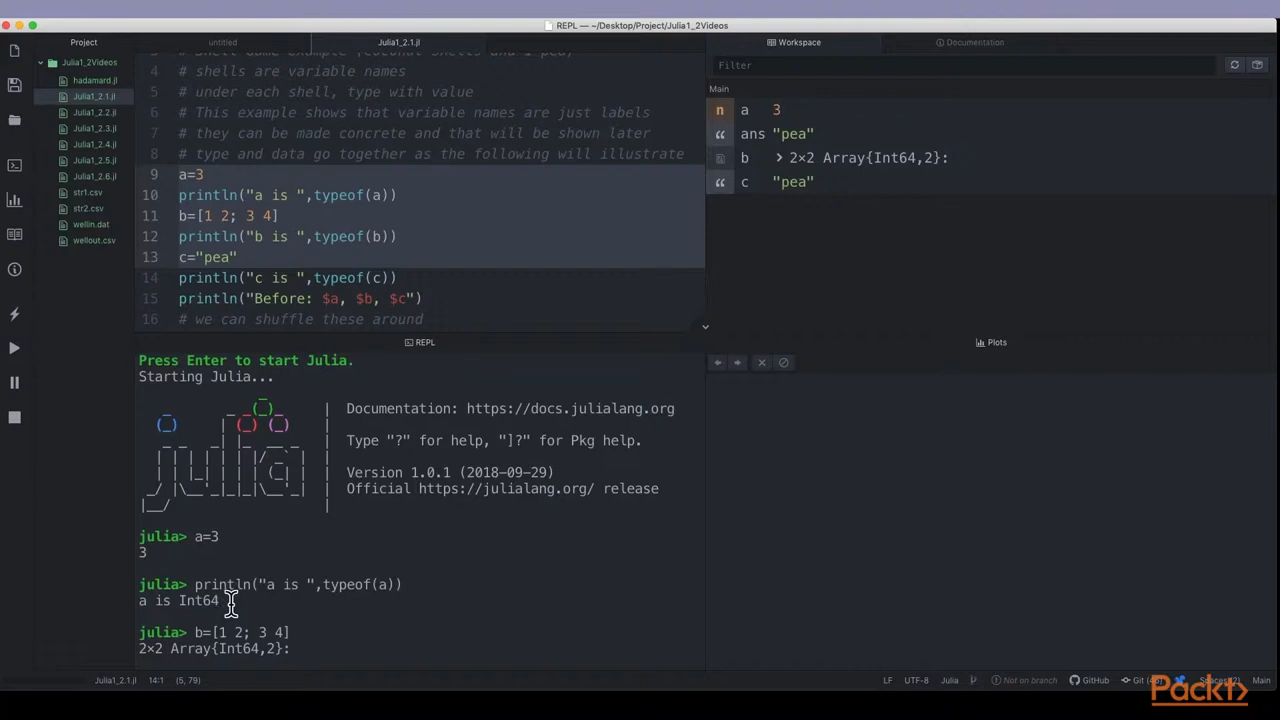 REPL — ~/Desktop/Project/Julia1_2Videos
Project
untitled
Julia1_2.1.jl
Workspace
Documentation
Julia1_2Videos
hadamard.jl
Julia1_2.1.jl
Julia1_2.2.jl
Julia1_2.3.jl
Julia1_2.4.jl
Julia1_2.5.jl
Julia1_2.6.jl
str1.csv
str2.csv
wellin.dat
wellout.csv
4 # shells are variable names
5 # under each shell, type with value
6 # This example shows that variable names are just labels
7 # they can be made concrete and that will be shown later
8 # type and data go together as the following will illustrate
9 a=3
10 println("a is ",typeof(a))
11 b=[1 2; 3 4]
12 println("b is ",typeof(b))
13 c="pea"
14 println("c is ",typeof(c))
15 println("Before: $a, $b, $c")
16 # we can shuffle these around
Filter
Main
n a 3
“ ans "pea"
b > 2×2 Array{Int64,2}:
“ c "pea"
REPL
Plots
Press Enter to start Julia.
Starting Julia...
Documentation: https://docs.julialang.org
Type "?" for help, "]?" for Pkg help.
Version 1.0.1 (2018-09-29)
Official https://julialang.org/ release
julia> a=3
3
julia> println("a is ",typeof(a))
a is Int64
julia> b=[1 2; 3 4]
2×2 Array{Int64,2}:
Julia1_2.1.jl 14:1 (5, 79)
LF UTF-8 Julia Not on branch GitHub Git Main
Packt>